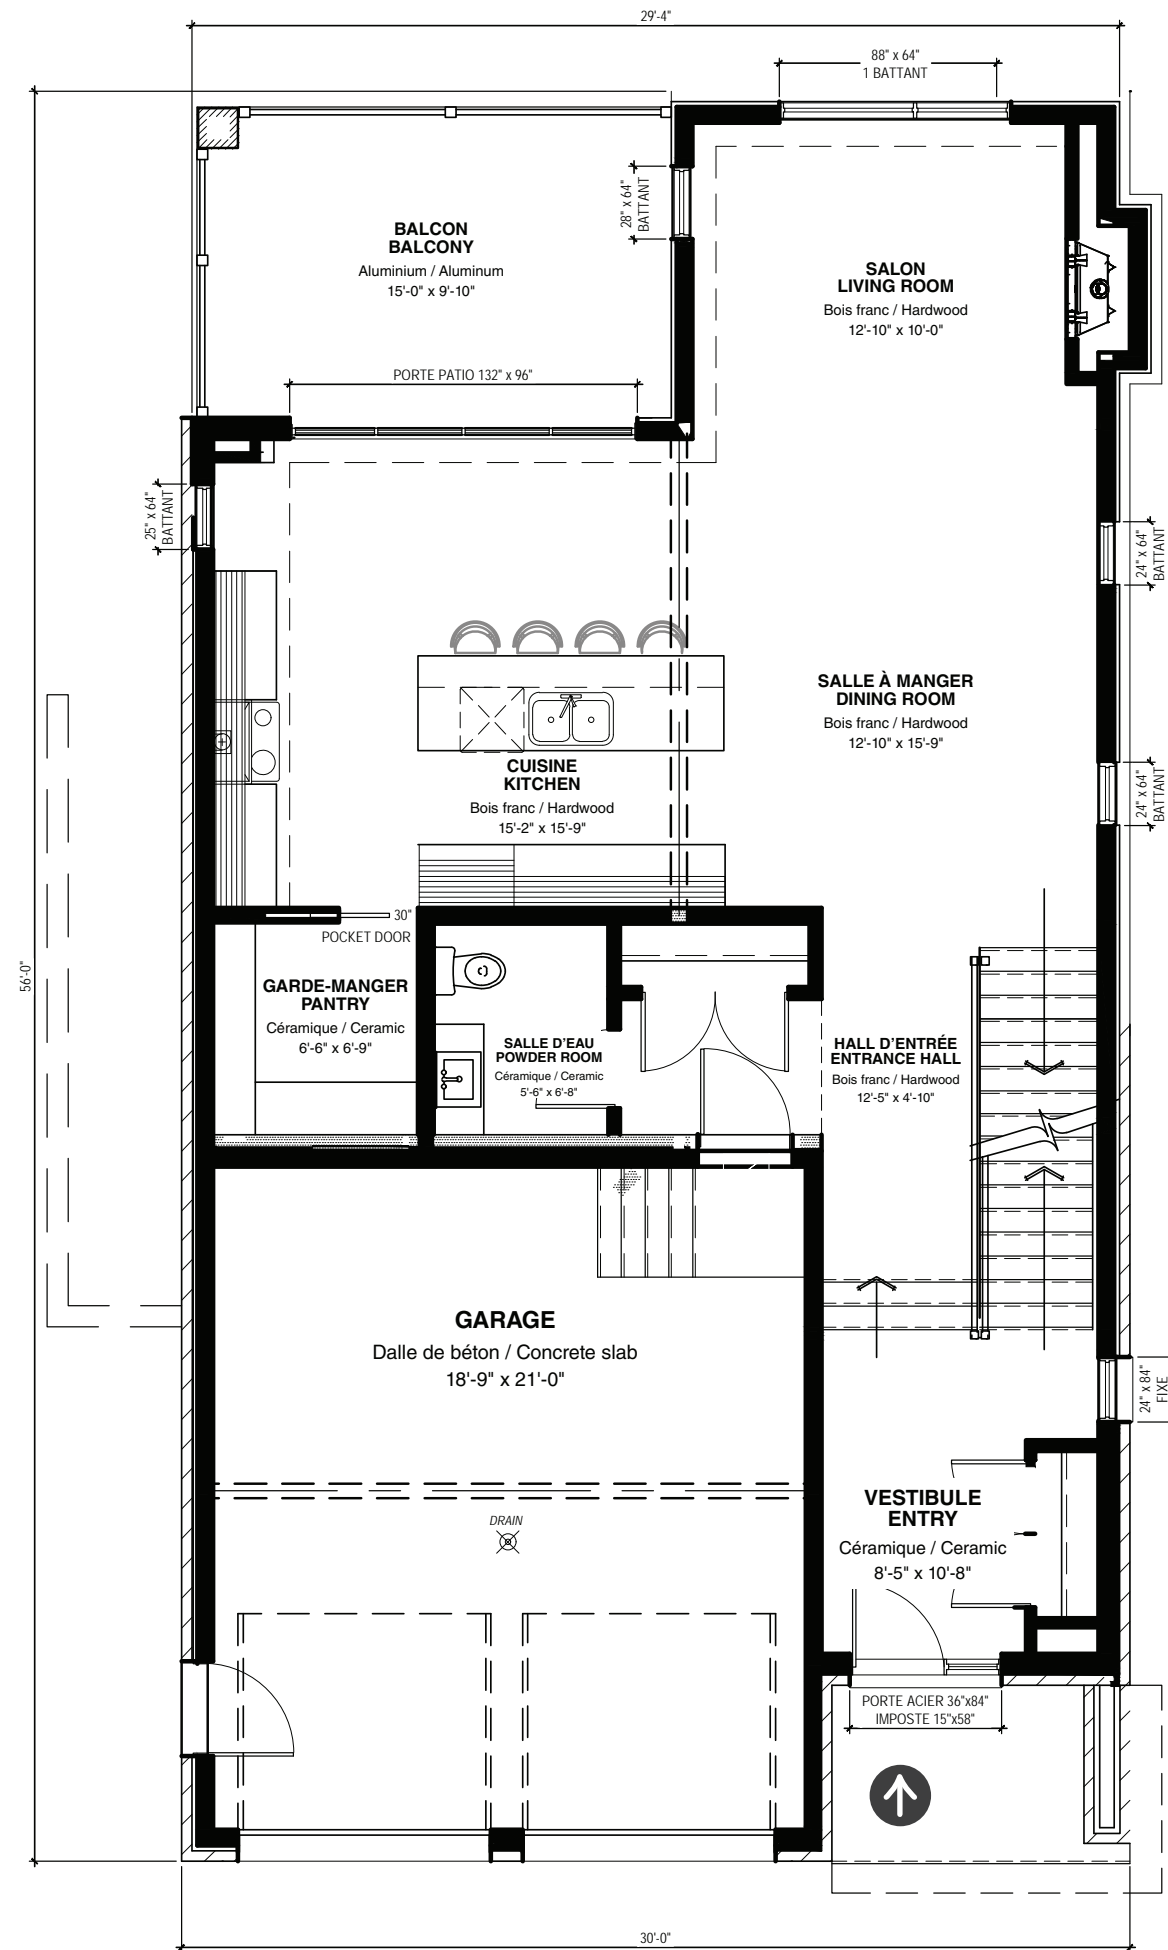 29'-4"
88" x 64"
1 BATTANT
28" x 64"
BATTANT
BALCON
BALCONY
Aluminium / Aluminum
15'-0" x 9'-10"
SALON
LIVING ROOM
Bois franc / Hardwood
12'-10" x 10'-0"
PORTE PATIO 132" x 96"
25" x 64"
BATTANT
24" x 64"
BATTANT
SALLE À MANGER
DINING ROOM
Bois franc / Hardwood
12'-10" x 15'-9"
CUISINE
KITCHEN
Bois franc / Hardwood
15'-2" x 15'-9"
24" x 64"
BATTANT
30"
POCKET DOOR
56'-0"
GARDE-MANGER
PANTRY
Céramique / Ceramic
6'-6" x 6'-9"
SALLE D'EAU
POWDER ROOM
Céramique / Ceramic
5'-6" x 6'-8"
HALL D'ENTRÉE
ENTRANCE HALL
Bois franc / Hardwood
12'-5" x 4'-10"
GARAGE
Dalle de béton / Concrete slab
18'-9" x 21'-0"
24" x 84"
FIXE
DRAIN
VESTIBULE
ENTRY
Céramique / Ceramic
8'-5" x 10'-8"
PORTE ACIER 36"x84"
IMPOSTE 15"x58"
30'-0"